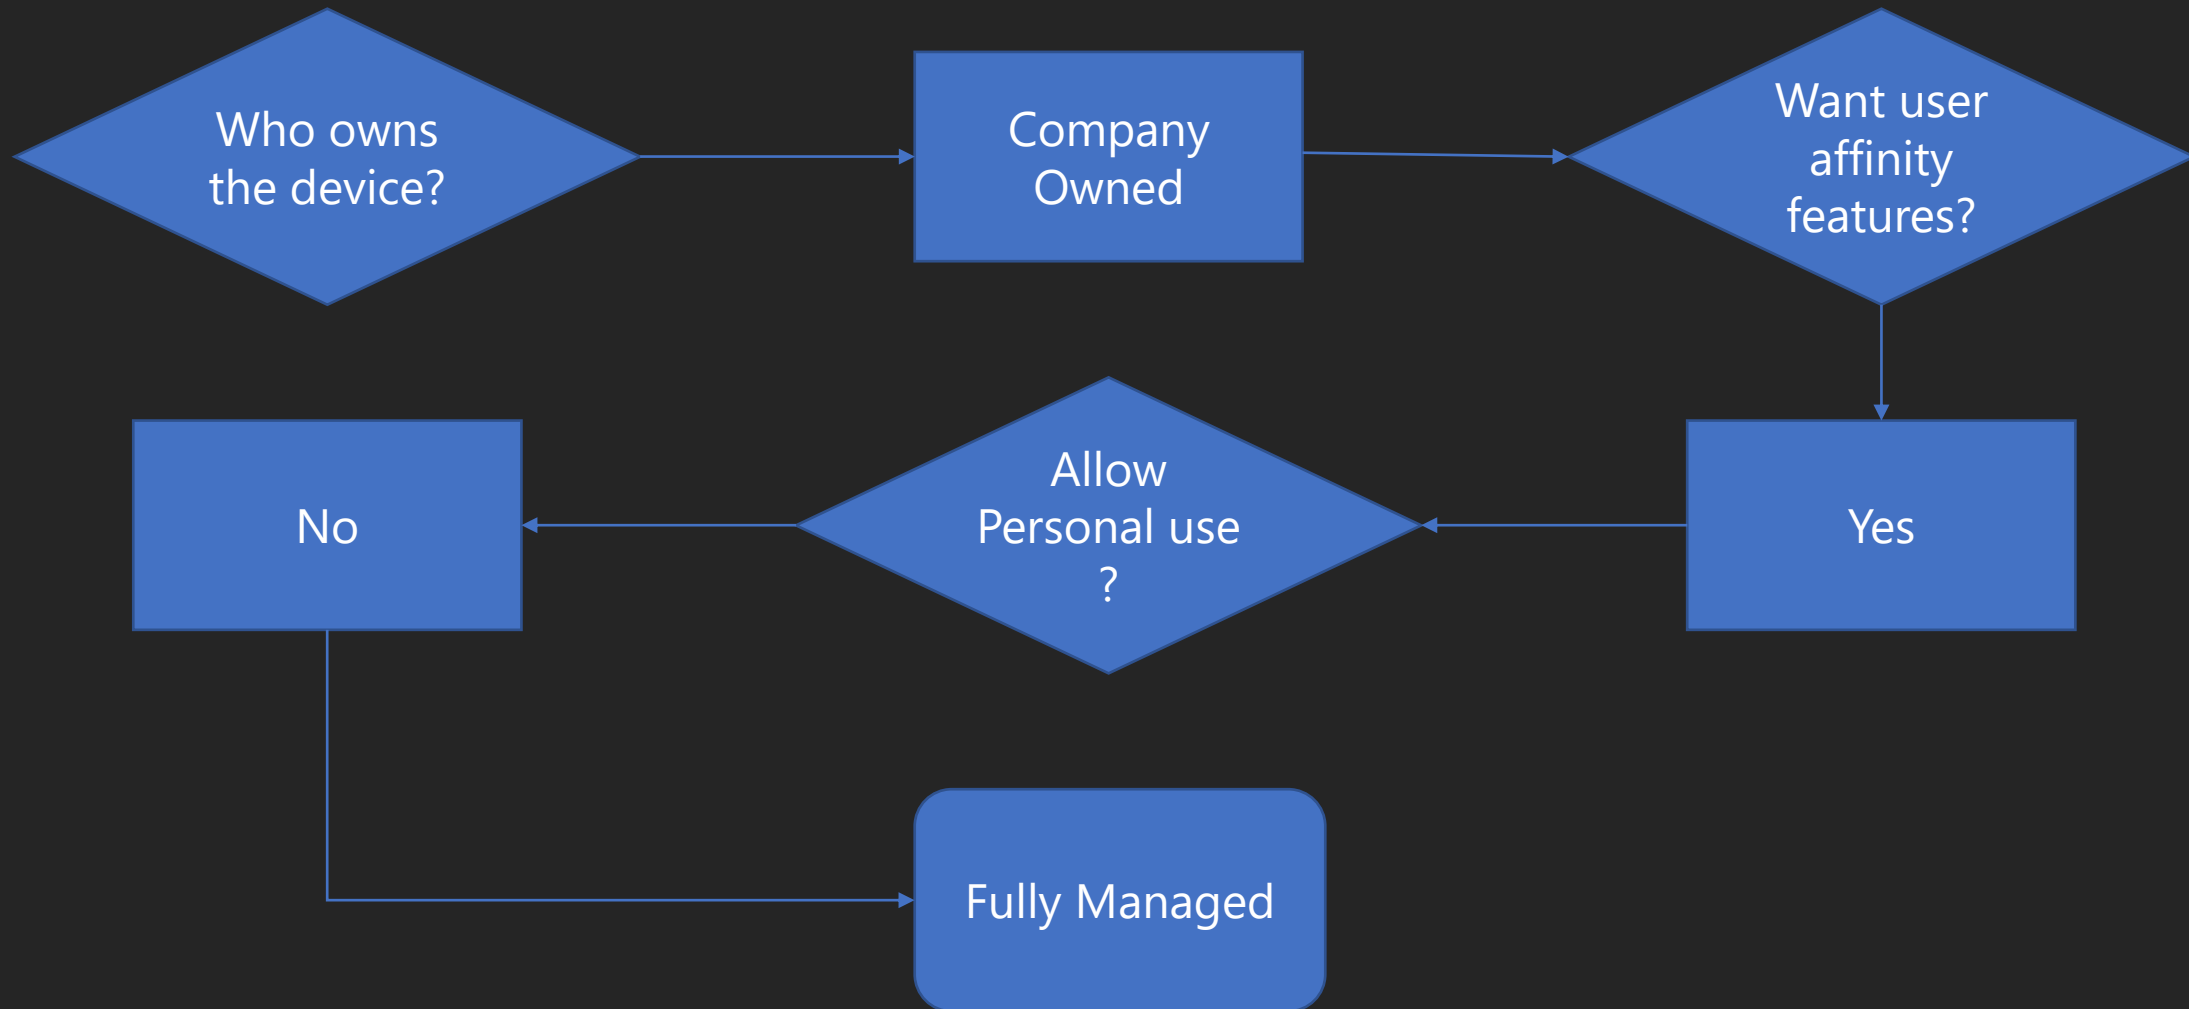 Who owns
the device?
Company
Owned
Want user
affinity
features?
Yes
Allow
Personal use
?
No
Fully Managed